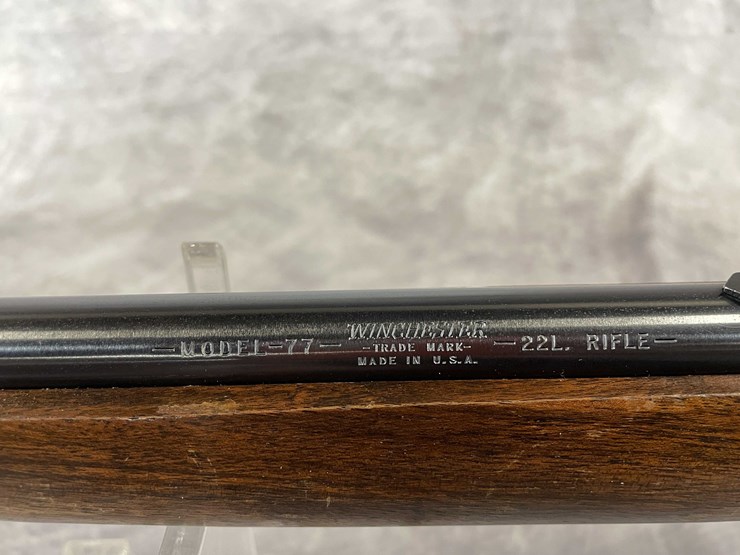 -MODEL-77- WINCHESTER -22L. RIFLE-
-TRADE MARK-
MADE IN U.S.A.